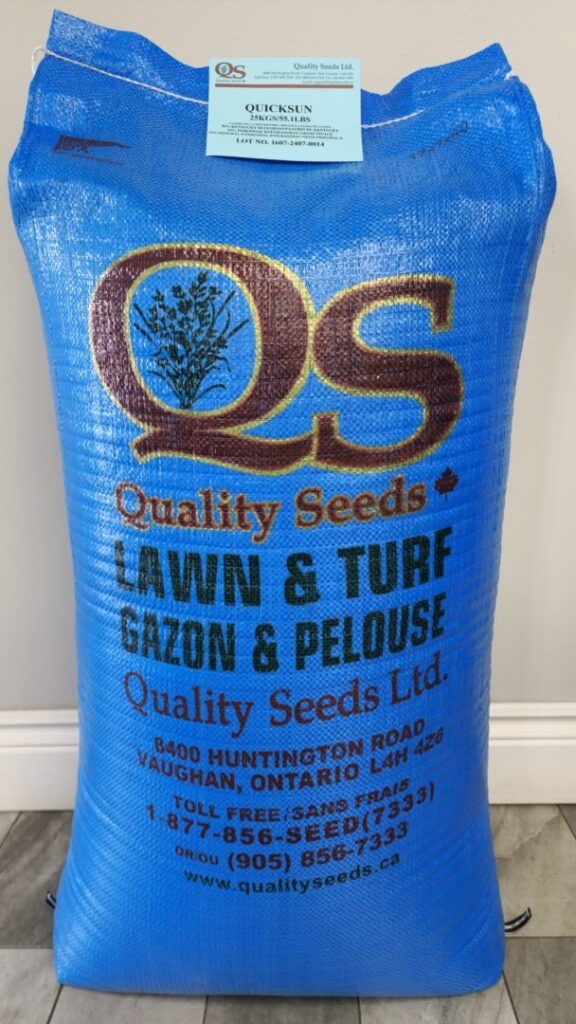 QS
Quality Seeds Ltd.
QUICKSUN
25KGS/55.1LBS
LOT NO. 1607-2407-0014
QS
Quality Seeds
LAWN & TURF
GAZON & PELOUSE
Quality Seeds Ltd.
8400 HUNTINGTON ROAD
VAUGHAN, ONTARIO L4H 4Z6
TOLL FREE/SANS FRAIS
1-877-856-SEED(7333)
OR/OU (905) 856-7333
www.qualityseeds.ca